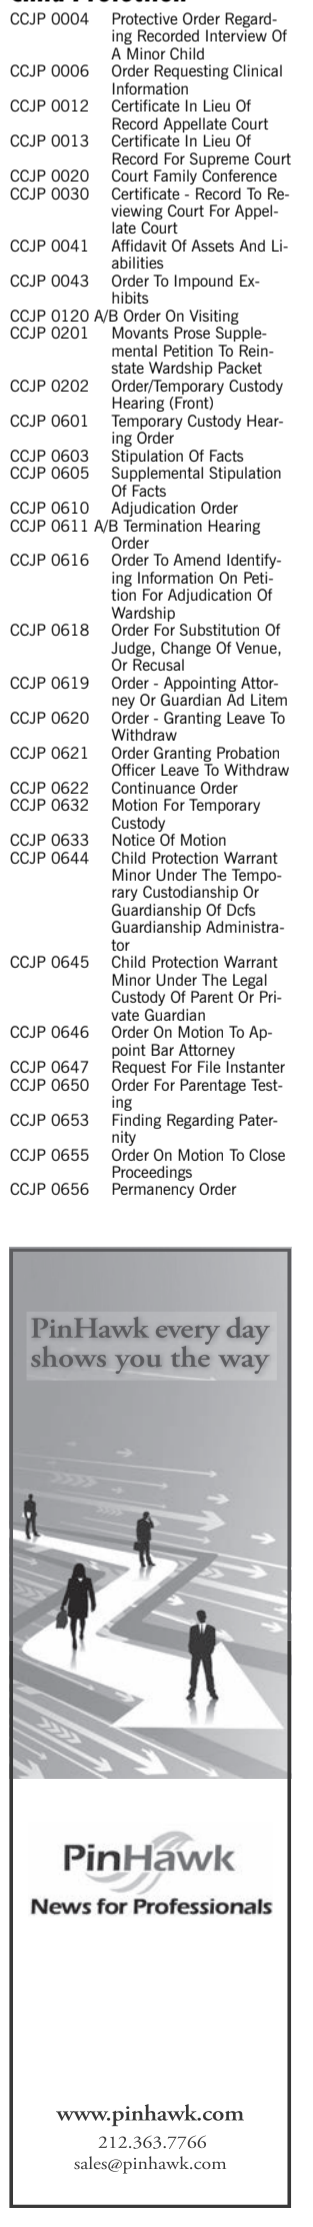 Child Protection
CCJP 0004 Protective Order Regard-
ing Recorded Interview Of
A Minor Child
CCJP 0006 Order Requesting Clinical
Information
CCJP 0012 Certificate In Lieu Of
Record Appellate Court
CCJP 0013 Certificate In Lieu Of
Record For Supreme Court
CCJP 0020 Court Family Conference
CCJP 0030 Certificate - Record To Re-
viewing Court For Appel-
late Court
CCJP 0041 Affidavit Of Assets And Li-
abilities
CCJP 0043 Order To Impound Ex-
hibits
CCJP 0120 A/B Order On Visiting
CCJP 0201 Movants Prose Supple-
mental Petition To Rein-
state Wardship Packet
CCJP 0202 Order/Temporary Custody
Hearing (Front)
CCJP 0601 Temporary Custody Hear-
ing Order
CCJP 0603 Stipulation Of Facts
CCJP 0605 Supplemental Stipulation
Of Facts
CCJP 0610 Adjudication Order
CCJP 0611 A/B Termination Hearing
Order
CCJP 0616 Order To Amend Identify-
ing Information On Peti-
tion For Adjudication Of
Wardship
CCJP 0618 Order For Substitution Of
Judge, Change Of Venue,
Or Recusal
CCJP 0619 Order - Appointing Attor-
ney Or Guardian Ad Litem
CCJP 0620 Order - Granting Leave To
Withdraw
CCJP 0621 Order Granting Probation
Officer Leave To Withdraw
CCJP 0622 Continuance Order
CCJP 0632 Motion For Temporary
Custody
CCJP 0633 Notice Of Motion
CCJP 0644 Child Protection Warrant
Minor Under The Tempo-
rary Custodianship Or
Guardianship Of Dcfs
Guardianship Administra-
tor
CCJP 0645 Child Protection Warrant
Minor Under The Legal
Custody Of Parent Or Pri-
vate Guardian
CCJP 0646 Order On Motion To Ap-
point Bar Attorney
CCJP 0647 Request For File Instanter
CCJP 0650 Order For Parentage Test-
ing
CCJP 0653 Finding Regarding Pater-
nity
CCJP 0655 Order On Motion To Close
Proceedings
CCJP 0656 Permanency Order
PinHawk every day
shows you the way
PinHawk
News for Professionals
www.pinhawk.com
212.363.7766
sales@pinhawk.com